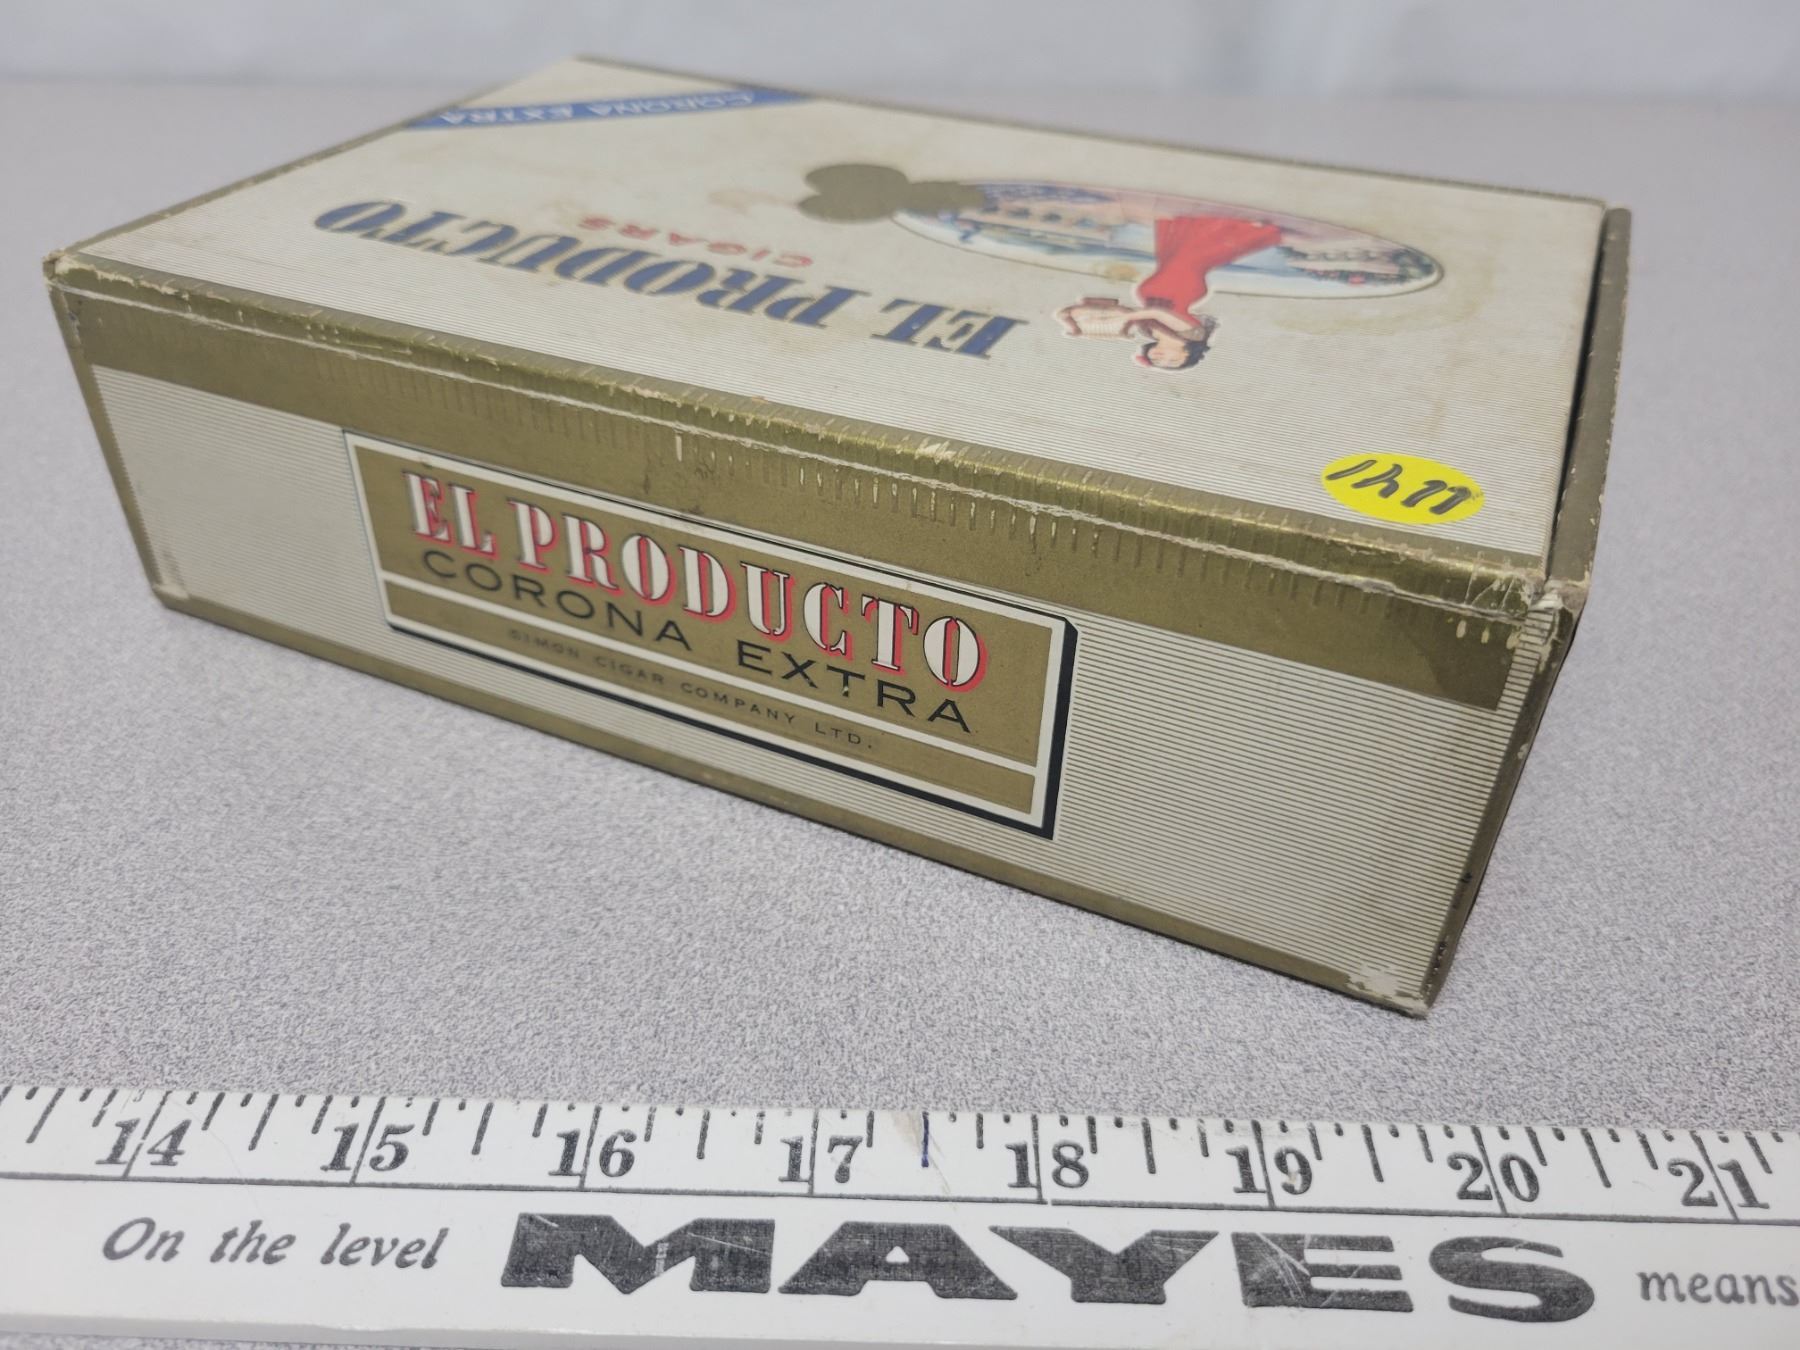 CORONA EXTRA
CIGARS
EL PRODUCTO
EL PRODUCTO
CORONA EXTRA
SIMON CIGAR COMPANY LTD.
14 15 16 17 18 19 20 21
On the level MAYES means